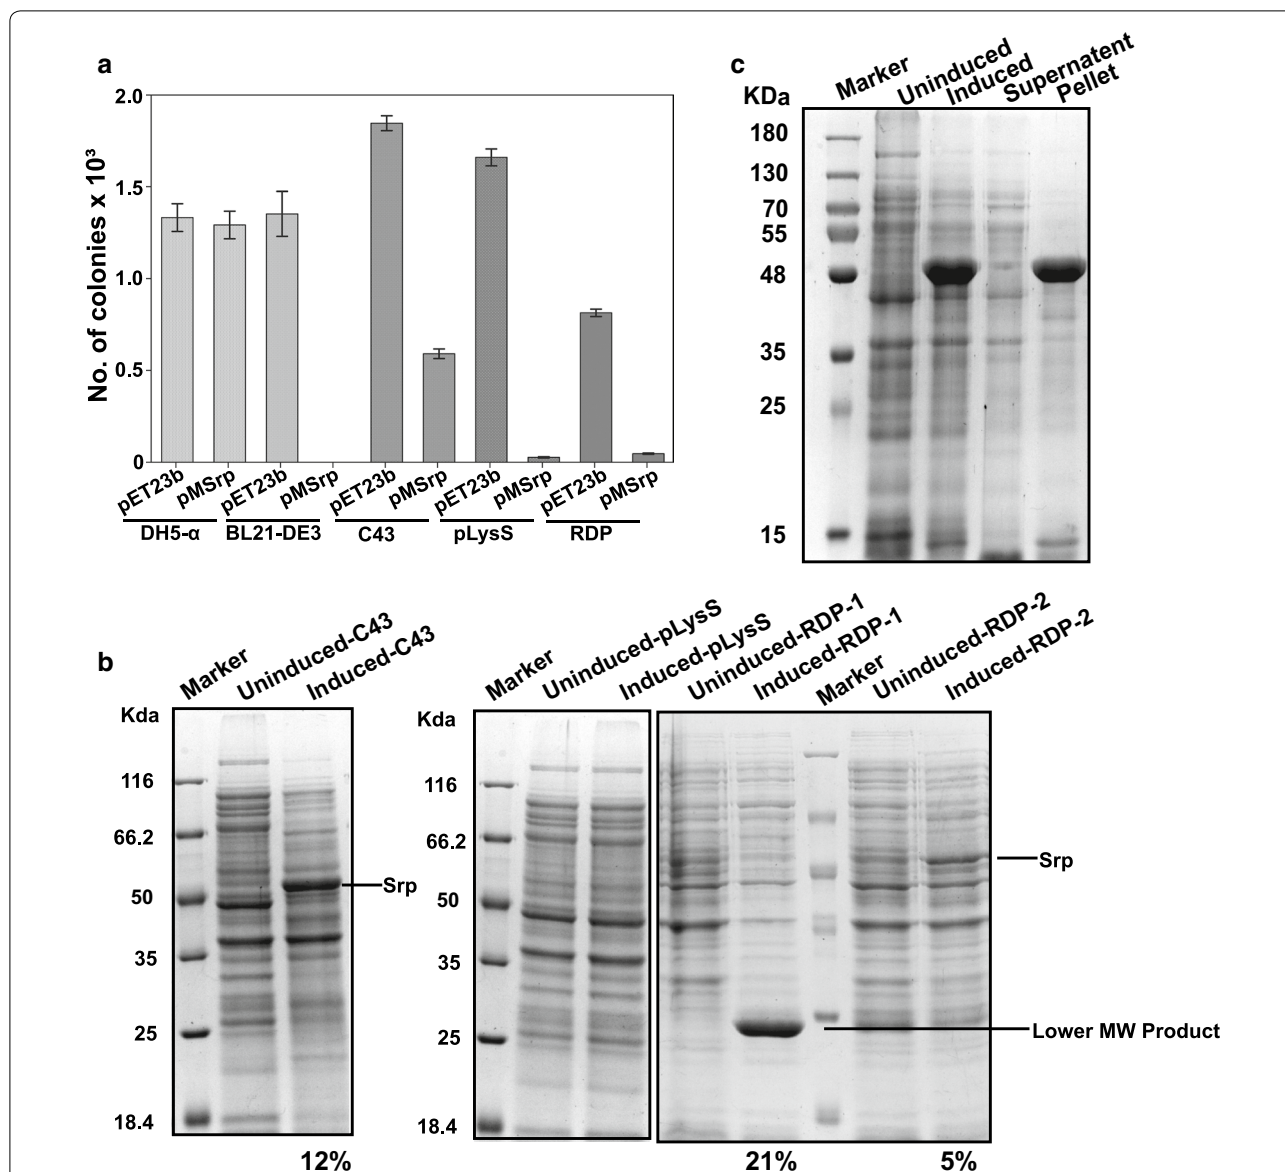 a
No. of colonies x 10³
2.0
1.5
1.0
0.5
0
pET23b pMSrp pET23b pMSrp pET23b pMSrp pET23b pMSrp pET23b pMSrp
DH5-α BL21-DE3 C43 pLysS RDP
c
KDa
Marker Uninduced Induced Supernatent Pellet
180
130
70
55
48
35
25
15
b
Kda
Marker Uninduced-C43 Induced-C43
116
66.2
50
35
25
18.4
Srp
12%
Kda
Marker Uninduced-pLysS Induced-pLysS Uninduced-RDP-1 Induced-RDP-1 Marker Uninduced-RDP-2 Induced-RDP-2
116
66.2
50
35
25
18.4
Srp
Lower MW Product
21% 5%